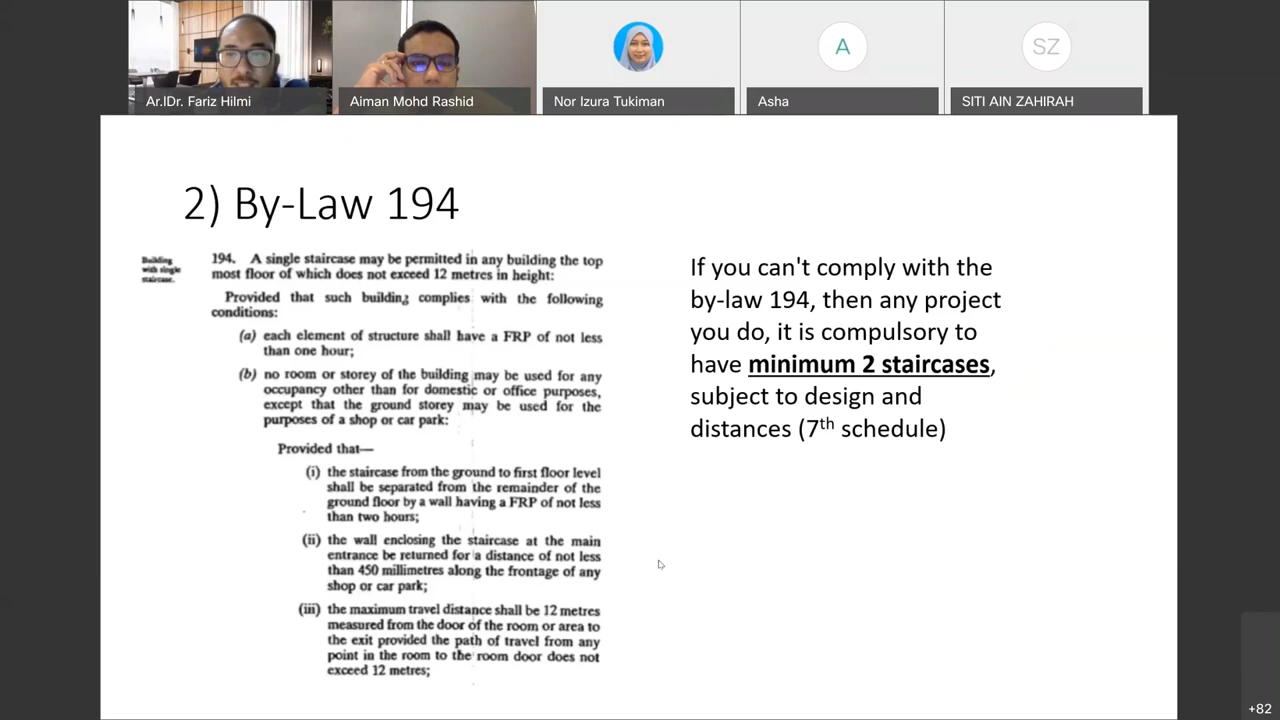 Ar.IDr. Fariz Hilmi
Aiman Mohd Rashid
Nor Izura Tukiman
A
Asha
SZ
SITI AIN ZAHIRAH
2) By-Law 194
Building
with single
staircase.
194. A single staircase may be permitted in any building the top
most floor of which does not exceed 12 metres in height:
Provided that such building complies with the following
conditions:
(a) each element of structure shall have a FRP of not less
than one hour;
(b) no room or storey of the building may be used for any
occupancy other than for domestic or office purposes,
except that the ground storey may be used for the
purposes of a shop or car park:
Provided that—
(i) the staircase from the ground to first floor level
shall be separated from the remainder of the
ground floor by a wall having a FRP of not less
than two hours;
(ii) the wall enclosing the staircase at the main
entrance be returned for a distance of not less
than 450 millimetres along the frontage of any
shop or car park;
(iii) the maximum travel distance shall be 12 metres
measured from the door of the room or area to
the exit provided the path of travel from any
point in the room to the room door does not
exceed 12 metres;
If you can't comply with the
by-law 194, then any project
you do, it is compulsory to
have minimum 2 staircases,
subject to design and
distances (7th schedule)
+82